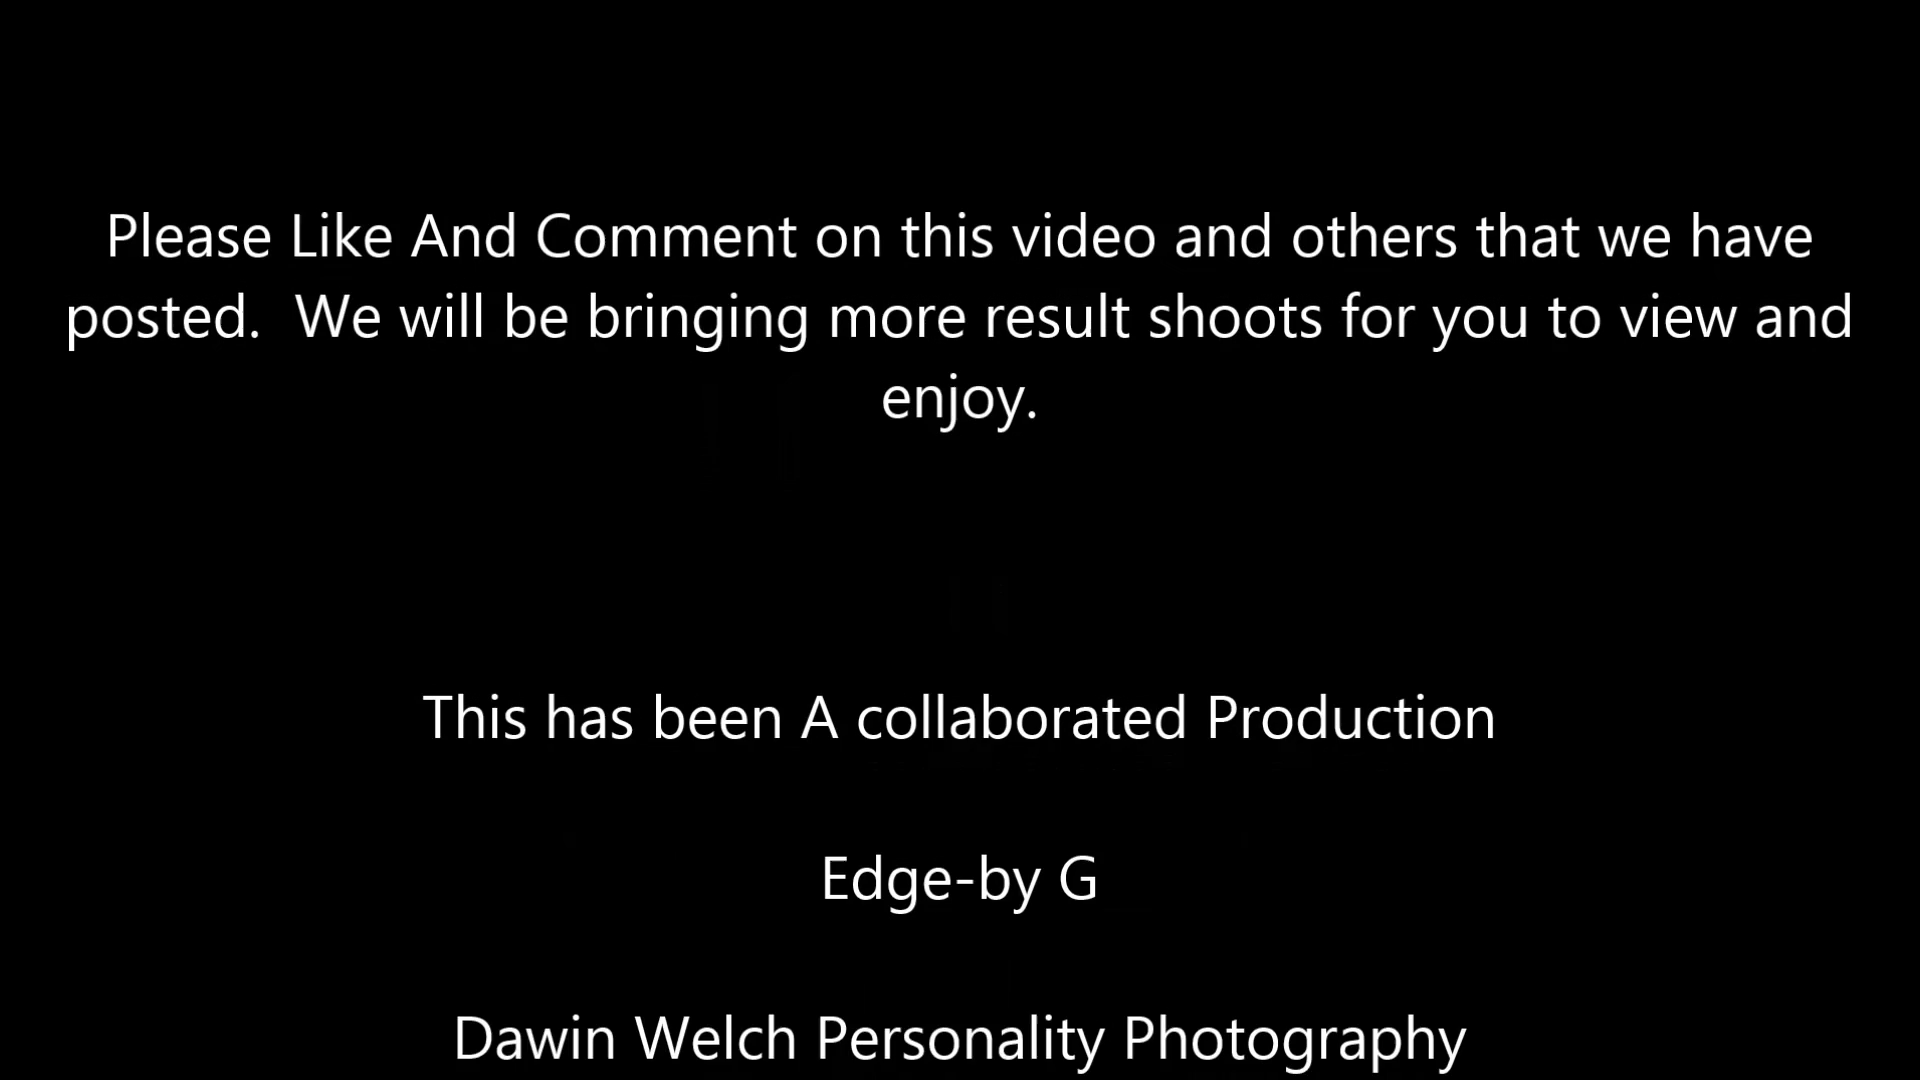 Please Like And Comment on this video and others that we have
posted.  We will be bringing more result shoots for you to view and
enjoy.
This has been A collaborated Production
Edge-by G
Dawin Welch Personality Photography